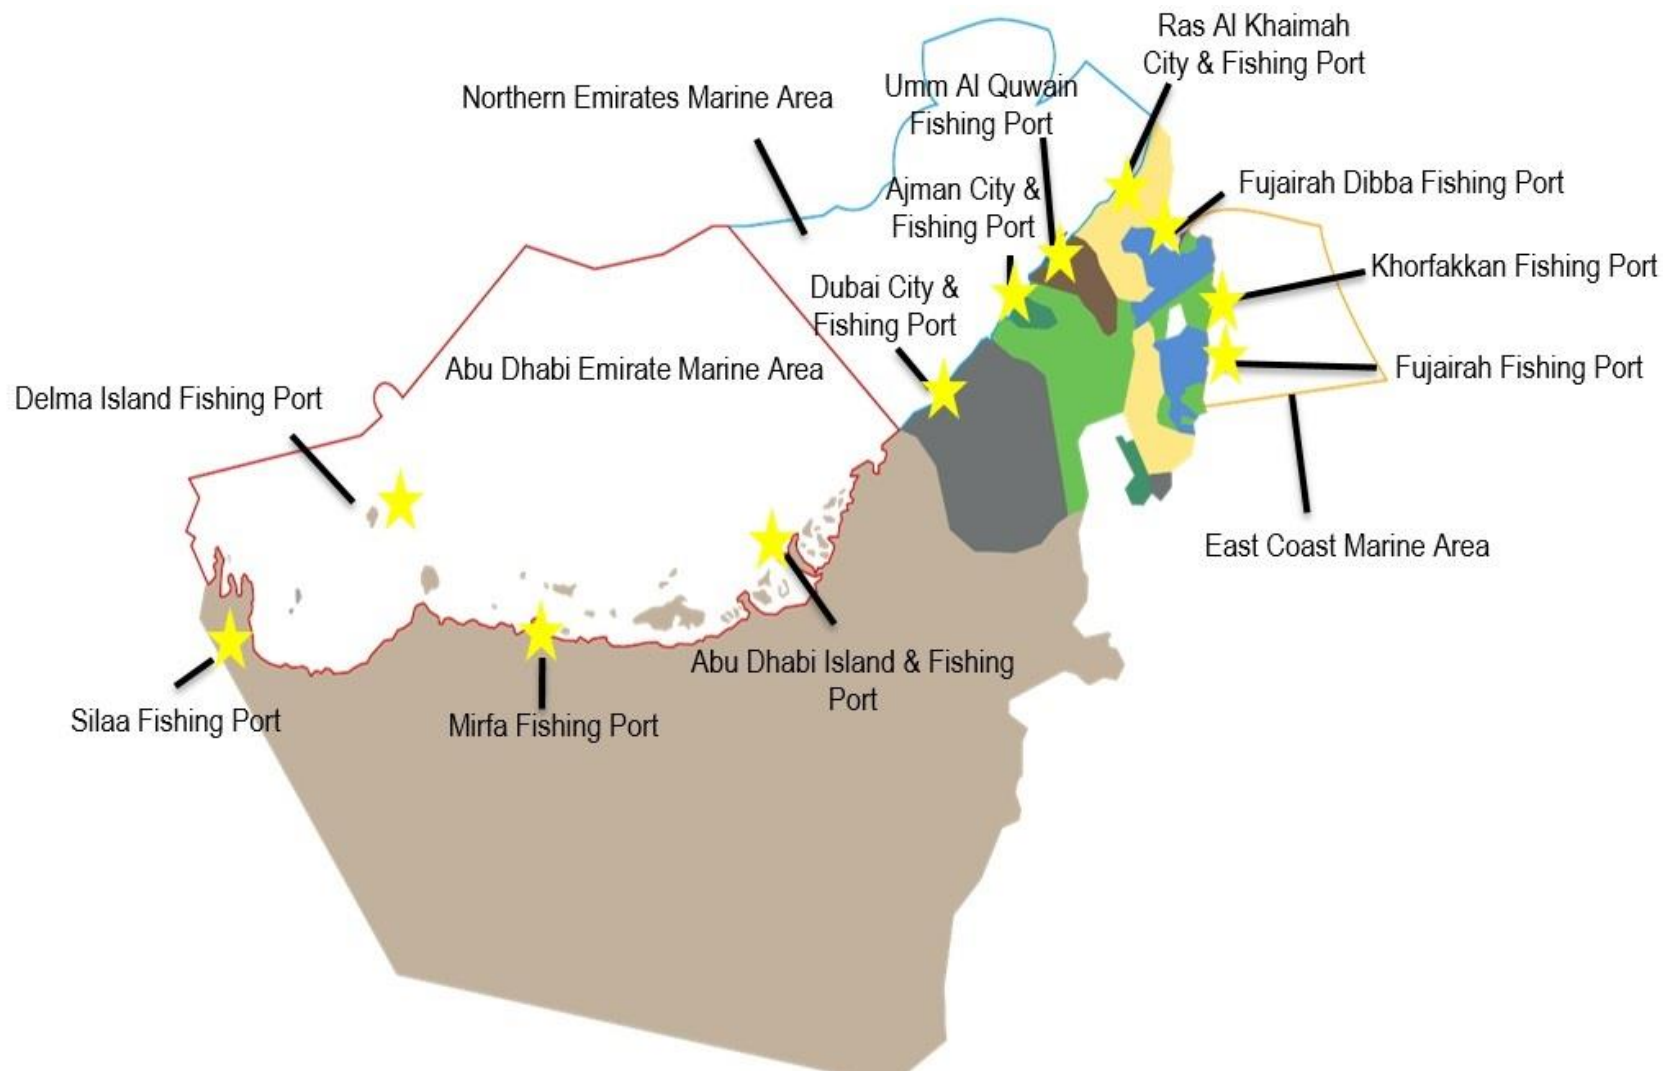 Ras Al Khaimah
City & Fishing Port
Northern Emirates Marine Area
Umm Al Quwain
Fishing Port
Ajman City &
Fishing Port
Fujairah Dibba Fishing Port
Khorfakkan Fishing Port
Dubai City &
Fishing Port
Abu Dhabi Emirate Marine Area
Fujairah Fishing Port
Delma Island Fishing Port
East Coast Marine Area
Abu Dhabi Island & Fishing
Port
Silaa Fishing Port
Mirfa Fishing Port